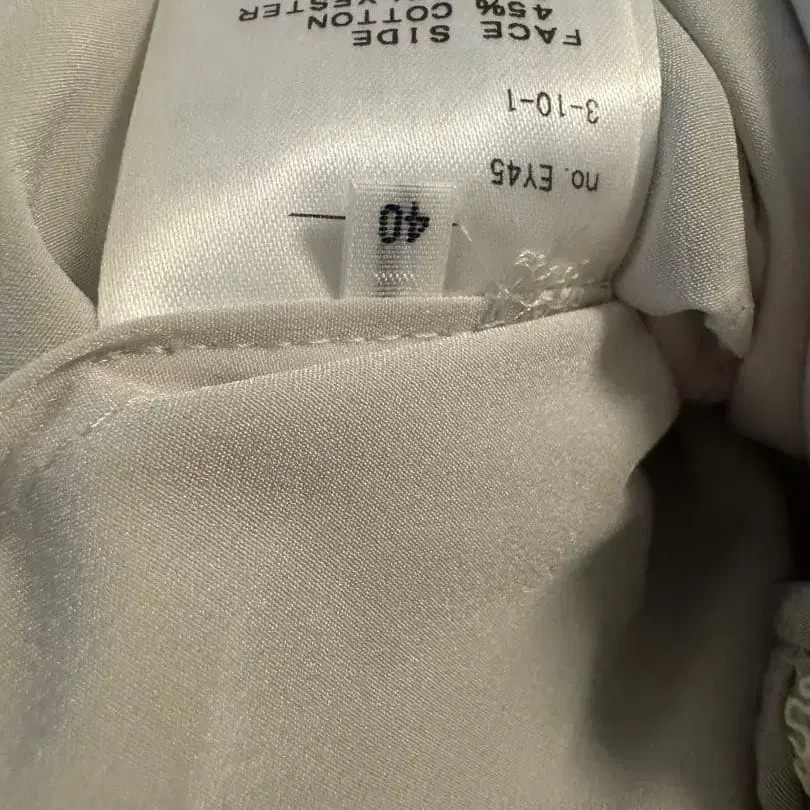 40
no. EY45
3-10-1
FACE SIDE
45% COTTON